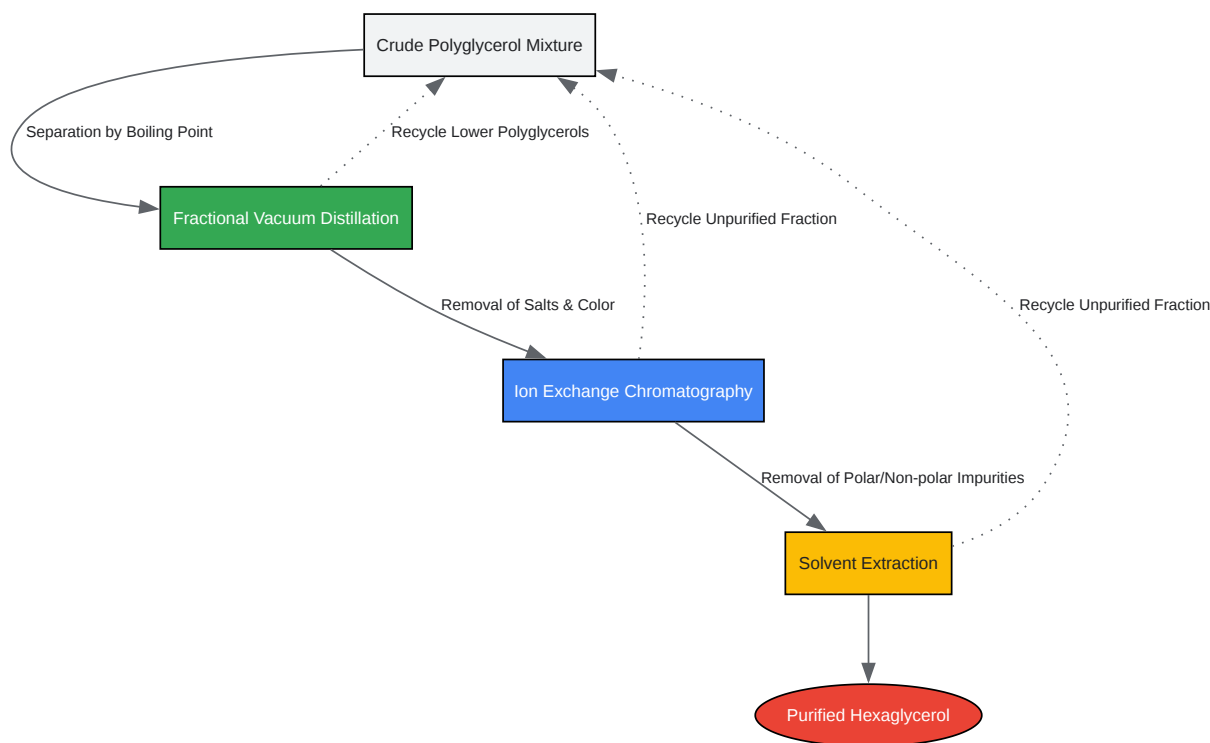 Crude Polyglycerol Mixture
Separation by Boiling Point
Recycle Lower Polyglycerols
Fractional Vacuum Distillation
Recycle Unpurified Fraction
Removal of Salts & Color
Recycle Unpurified Fraction
Ion Exchange Chromatography
Removal of Polar/Non-polar Impurities
Solvent Extraction
Purified Hexaglycerol